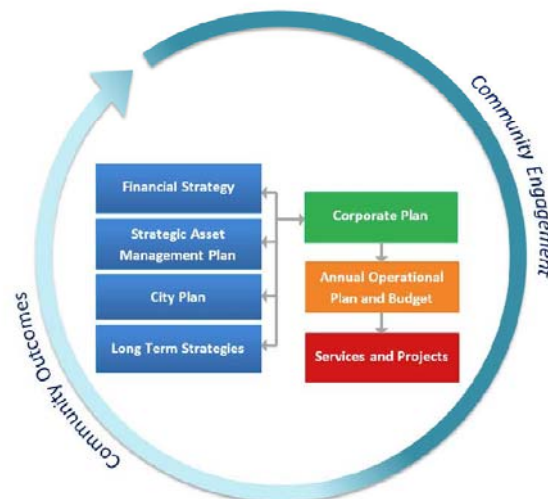 Community Engagement
Financial Strategy
Corporate Plan
Strategic Asset
Management Plan
Annual Operational
Plan and Budget
City Plan
Long Term Strategies
Services and Projects
Community Outcomes